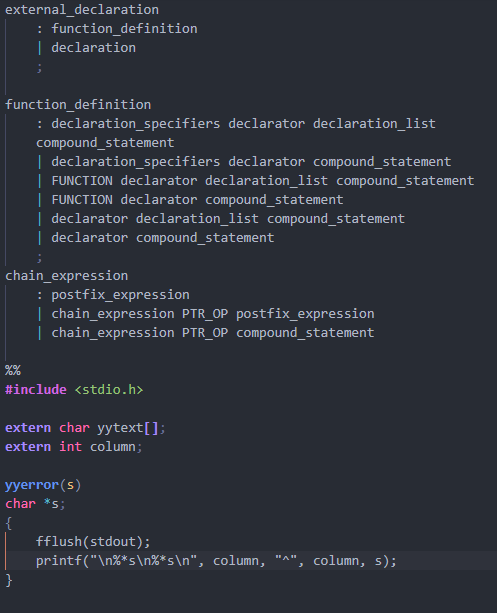 external_declaration
    : function_definition
    | declaration
    ;

function_definition
    : declaration_specifiers declarator declaration_list
    compound_statement
    | declaration_specifiers declarator compound_statement
    | FUNCTION declarator declaration_list compound_statement
    | FUNCTION declarator compound_statement
    | declarator declaration_list compound_statement
    | declarator compound_statement
    ;
chain_expression
    : postfix_expression
    | chain_expression PTR_OP postfix_expression
    | chain_expression PTR_OP compound_statement

%%
#include <stdio.h>

extern char yytext[];
extern int column;

yyerror(s)
char *s;
{
    fflush(stdout);
    printf("\n%*s\n%*s\n", column, "^", column, s);
}